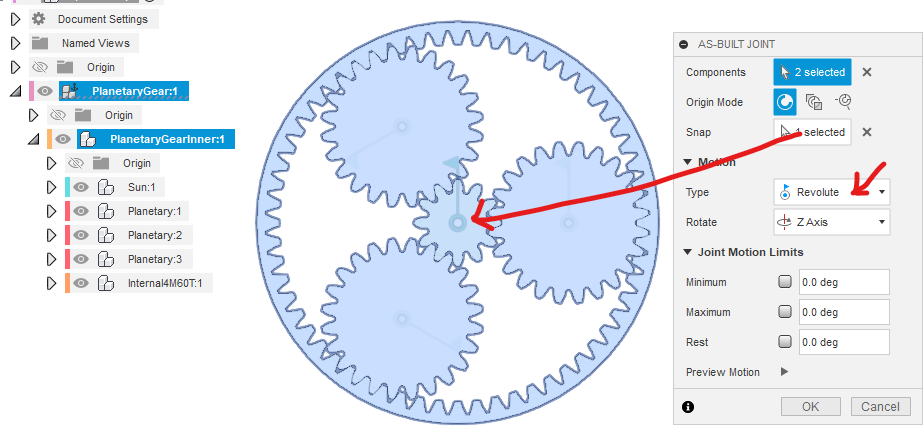 Document Settings
Named Views
Origin
PlanetaryGear:1
Origin
PlanetaryGearInner:1
Origin
Sun:1
Planetary:1
Planetary:2
Planetary:3
Internal4M60T:1
AS-BUILT JOINT
Components
2 selected
Origin Mode
Snap
1 selected
Motion
Type
Revolute
Rotate
Z Axis
Joint Motion Limits
Minimum
0.0 deg
Maximum
0.0 deg
Rest
0.0 deg
Preview Motion
OK
Cancel